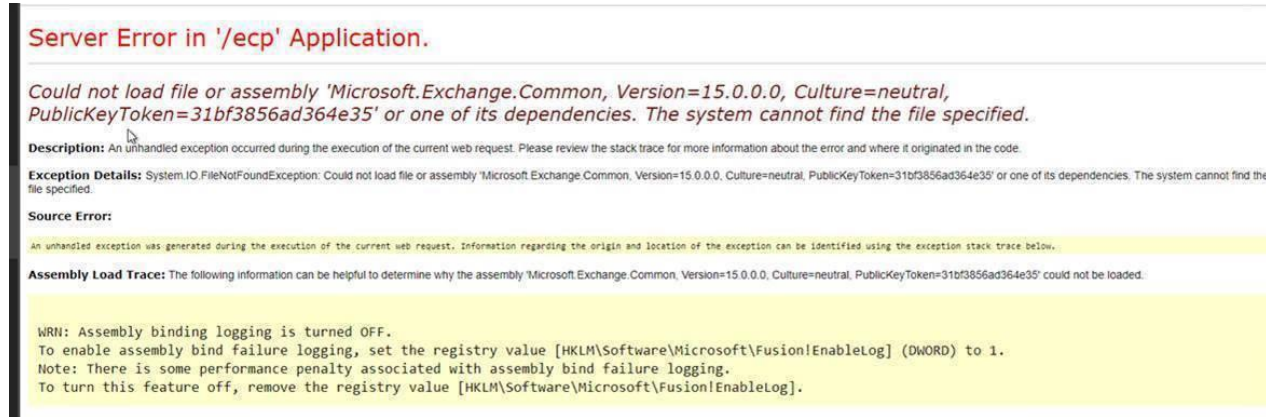 Server Error in '/ecp' Application.
Could not load file or assembly 'Microsoft.Exchange.Common, Version=15.0.0.0, Culture=neutral,
PublicKeyToken=31bf3856ad364e35' or one of its dependencies. The system cannot find the file specified.
Description: An unhandled exception occurred during the execution of the current web request. Please review the stack trace for more information about the error and where it originated in the code.
Exception Details: System.IO.FileNotFoundException: Could not load file or assembly 'Microsoft.Exchange.Common, Version=15.0.0.0, Culture=neutral, PublicKeyToken=31bf3856ad364e35' or one of its dependencies. The system cannot find the
file specified.
Source Error:
An unhandled exception was generated during the execution of the current web request. Information regarding the origin and location of the exception can be identified using the exception stack trace below.
Assembly Load Trace: The following information can be helpful to determine why the assembly 'Microsoft.Exchange.Common, Version=15.0.0.0, Culture=neutral, PublicKeyToken=31bf3856ad364e35' could not be loaded.
WRN: Assembly binding logging is turned OFF.
To enable assembly bind failure logging, set the registry value [HKLM\Software\Microsoft\Fusion!EnableLog] (DWORD) to 1.
Note: There is some performance penalty associated with assembly bind failure logging.
To turn this feature off, remove the registry value [HKLM\Software\Microsoft\Fusion!EnableLog].